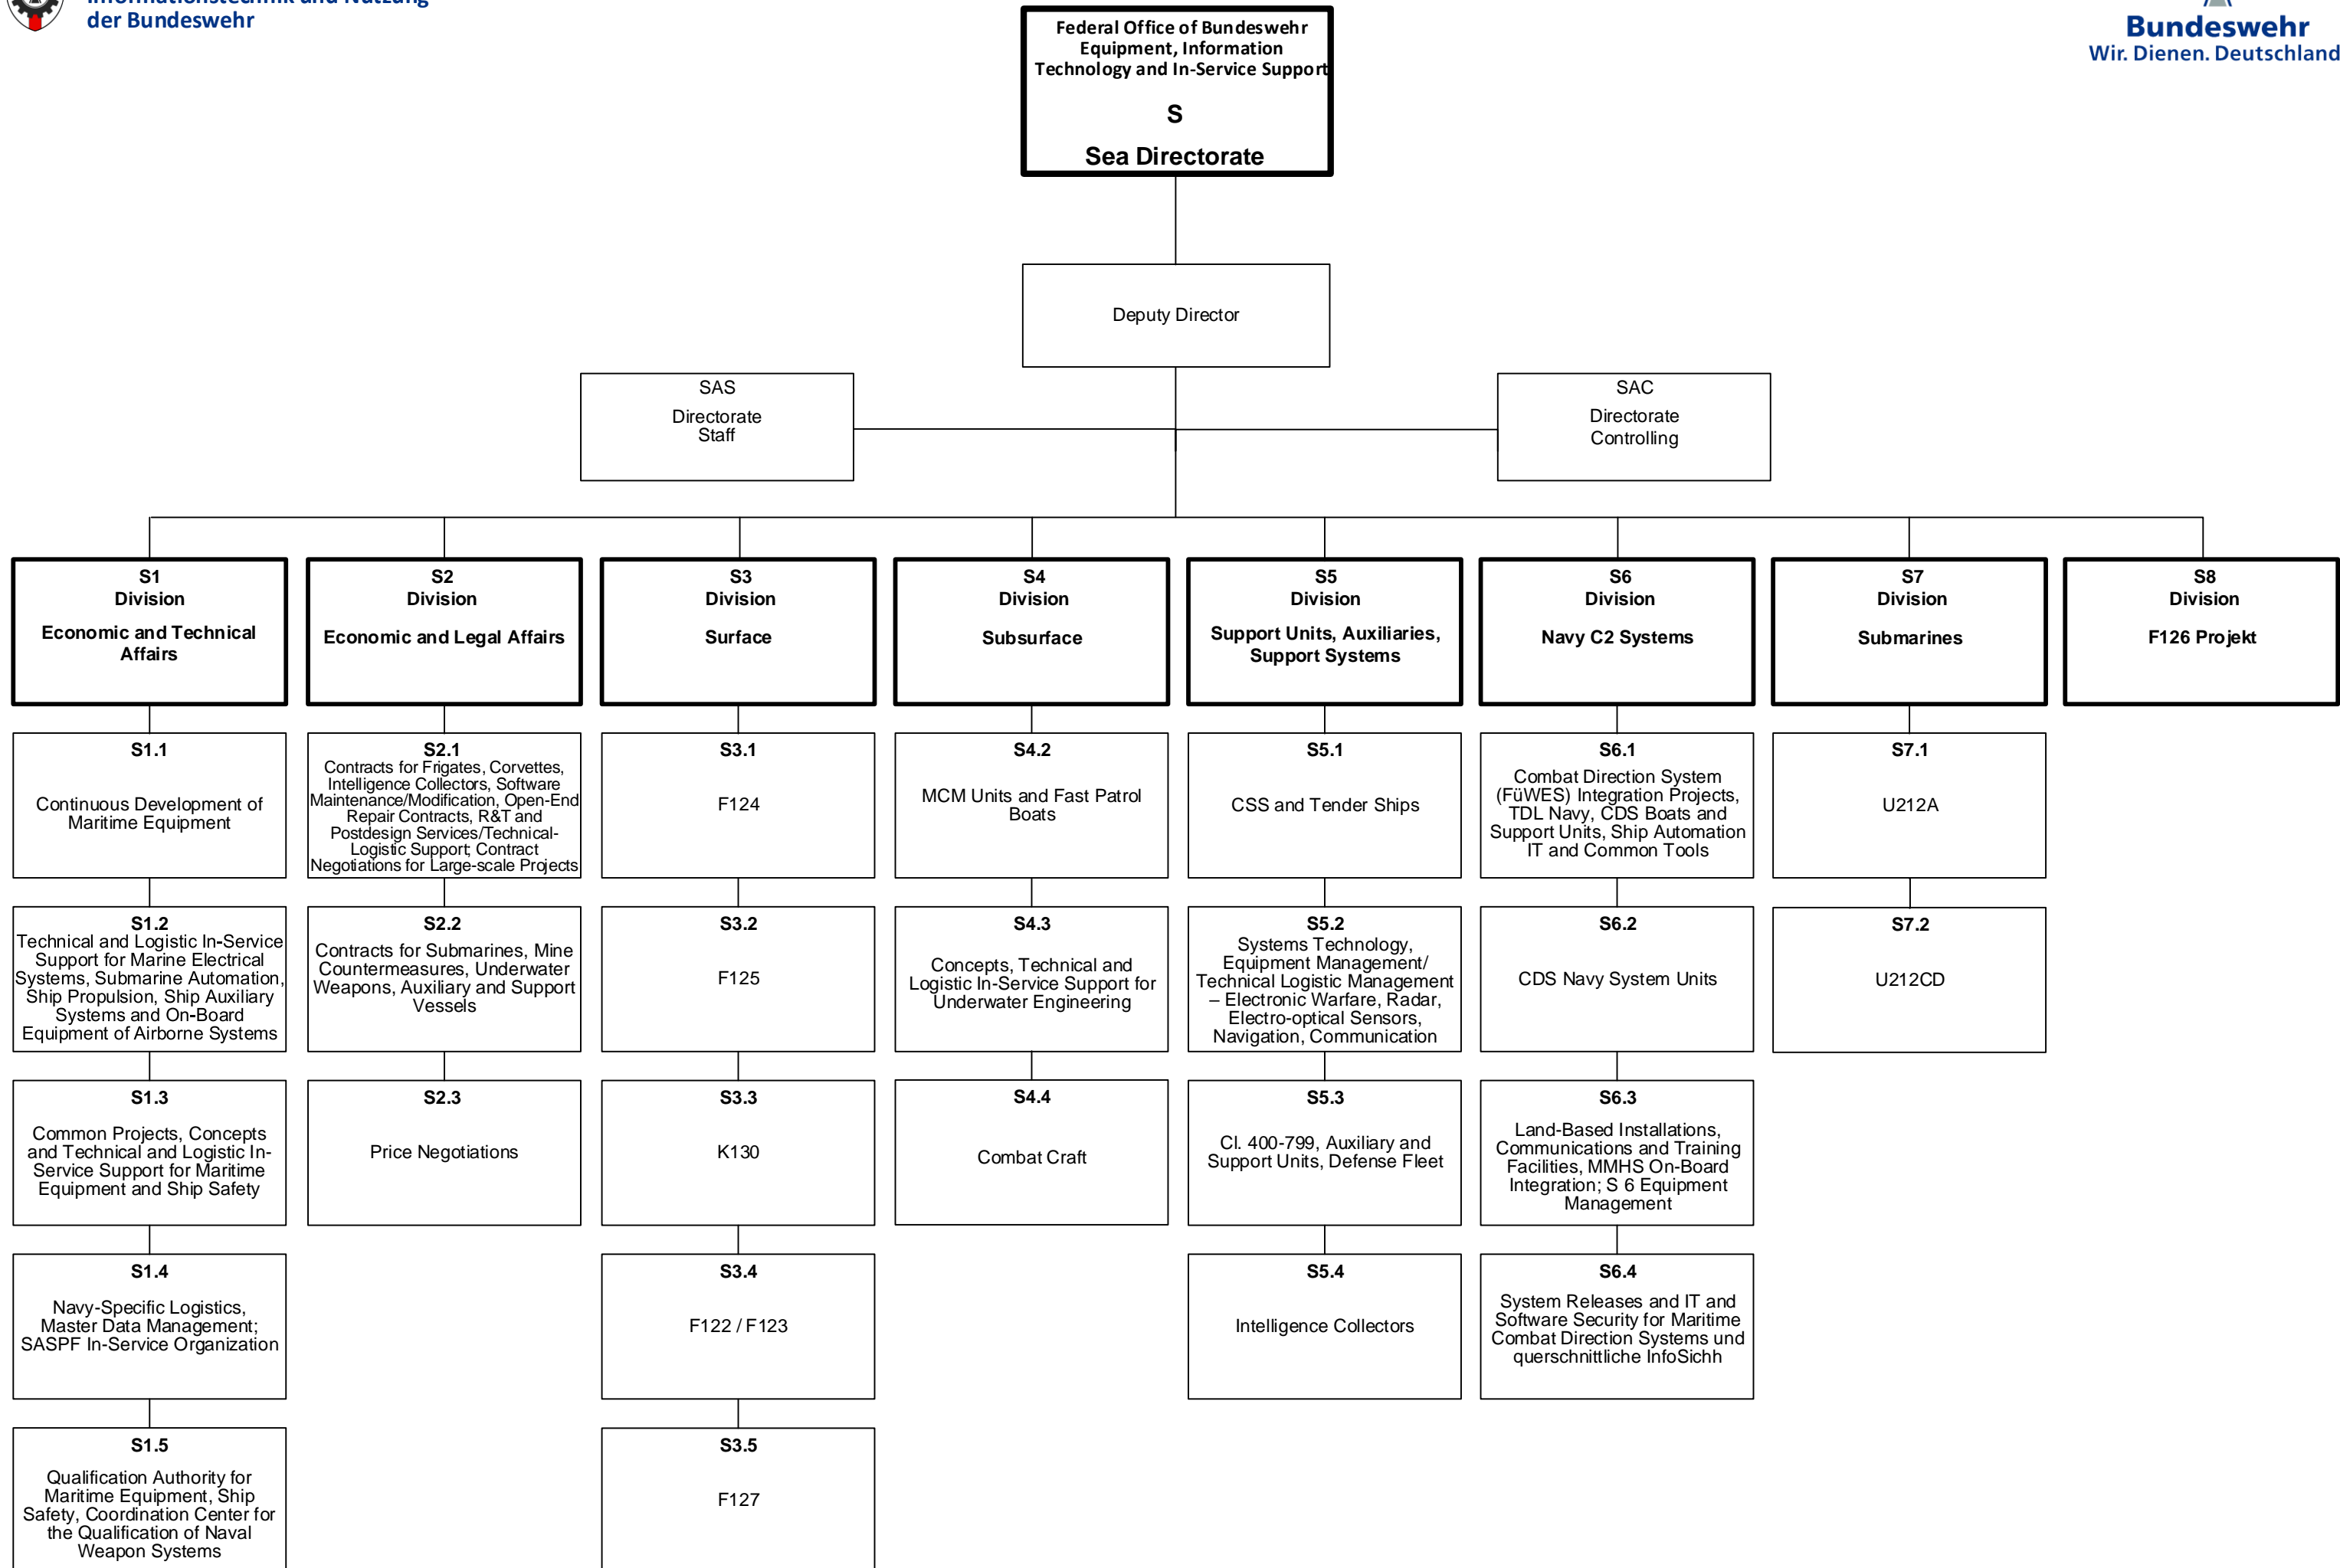 Informationstechnik und Nutzung
der Bundeswehr
Bundeswehr
Wir. Dienen. Deutschland
Federal Office of Bundeswehr
Equipment, Information
Technology and In-Service Support
S
Sea Directorate
Deputy Director
SAS
Directorate
Staff
SAC
Directorate
Controlling
S1
Division
Economic and Technical
Affairs
S2
Division
Economic and Legal Affairs
S3
Division
Surface
S4
Division
Subsurface
S5
Division
Support Units, Auxiliaries,
Support Systems
S6
Division
Navy C2 Systems
S7
Division
Submarines
S8
Division
F126 Projekt
S1.1
Continuous Development of
Maritime Equipment
S2.1
Contracts for Frigates, Corvettes,
Intelligence Collectors, Software
Maintenance/Modification, Open-End
Repair Contracts, R&T and
Postdesign Services/Technical-
Logistic Support; Contract
Negotiations for Large-scale Projects
S3.1
F124
S4.2
MCM Units and Fast Patrol
Boats
S5.1
CSS and Tender Ships
S6.1
Combat Direction System
(FüWES) Integration Projects,
TDL Navy, CDS Boats and
Support Units, Ship Automation
IT and Common Tools
S7.1
U212A
S1.2
Technical and Logistic In-Service
Support for Marine Electrical
Systems, Submarine Automation,
Ship Propulsion, Ship Auxiliary
Systems and On-Board
Equipment of Airborne Systems
S2.2
Contracts for Submarines, Mine
Countermeasures, Underwater
Weapons, Auxiliary and Support
Vessels
S3.2
F125
S4.3
Concepts, Technical and
Logistic In-Service Support for
Underwater Engineering
S5.2
Systems Technology,
Equipment Management/
Technical Logistic Management
– Electronic Warfare, Radar,
Electro-optical Sensors,
Navigation, Communication
S6.2
CDS Navy System Units
S7.2
U212CD
S1.3
Common Projects, Concepts
and Technical and Logistic In-
Service Support for Maritime
Equipment and Ship Safety
S2.3
Price Negotiations
S3.3
K130
S4.4
Combat Craft
S5.3
Cl. 400-799, Auxiliary and
Support Units, Defense Fleet
S6.3
Land-Based Installations,
Communications and Training
Facilities, MMHS On-Board
Integration; S 6 Equipment
Management
S1.4
Navy-Specific Logistics,
Master Data Management;
SASPF In-Service Organization
S3.4
F122 / F123
S5.4
Intelligence Collectors
S6.4
System Releases and IT and
Software Security for Maritime
Combat Direction Systems und
querschnittliche InfoSichh
S1.5
Qualification Authority for
Maritime Equipment, Ship
Safety, Coordination Center for
the Qualification of Naval
Weapon Systems
S3.5
F127